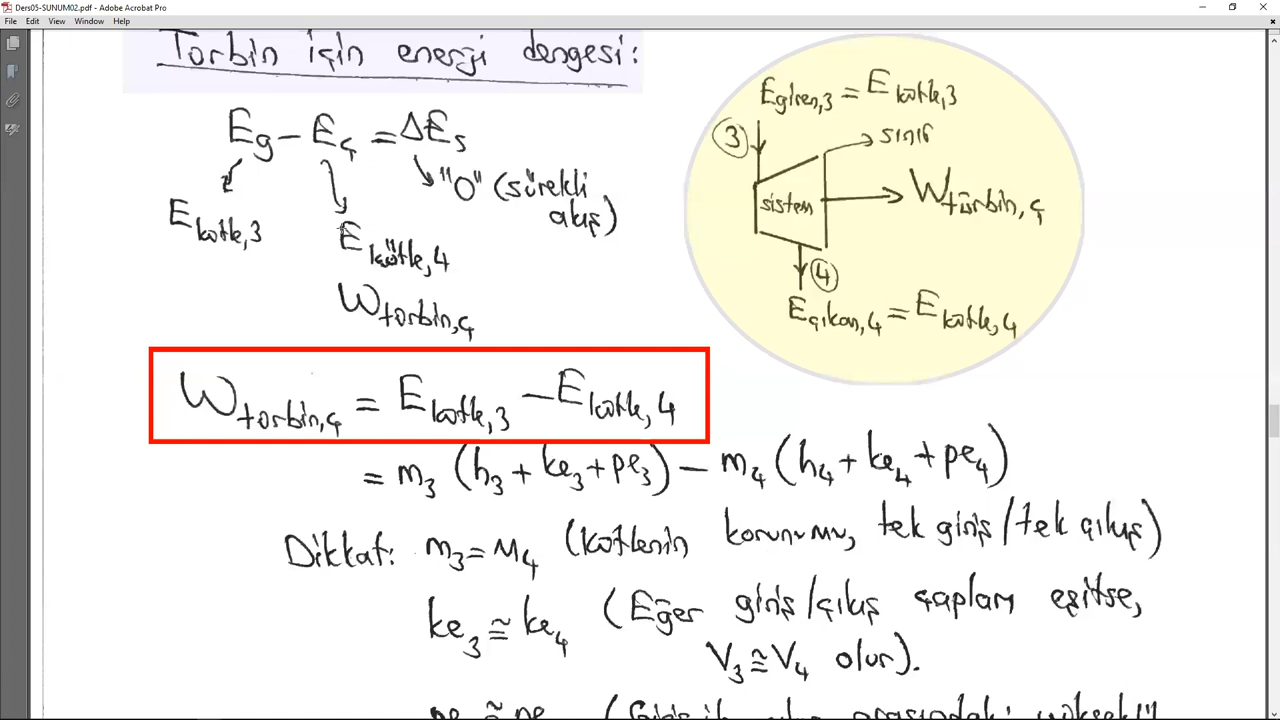 Ders05-SUNUM02.pdf - Adobe Acrobat Pro
File Edit View Window Help
Türbin için enerji dengesi:
Eg - Eç = ΔEs
"0" (sürekli akış)
Ekütle,3
Ekütle,4
Wtürbin,ç
Egiren,3 = Ekütle,3
3
sınır
sistem
Wtürbin,ç
4
Eçıkan,4 = Ekütle,4
Wtürbin,ç = Ekütle,3 - Ekütle,4
= m3 (h3 + ke3 + pe3) - m4 (h4 + ke4 + pe4)
Dikkat: m3 = m4 (kütlenin korunumu, tek giriş/tek çıkış)
ke3 ≅ ke4 (Eğer giriş/çıkış çapları eşitse,
V3 ≅ V4 olur).